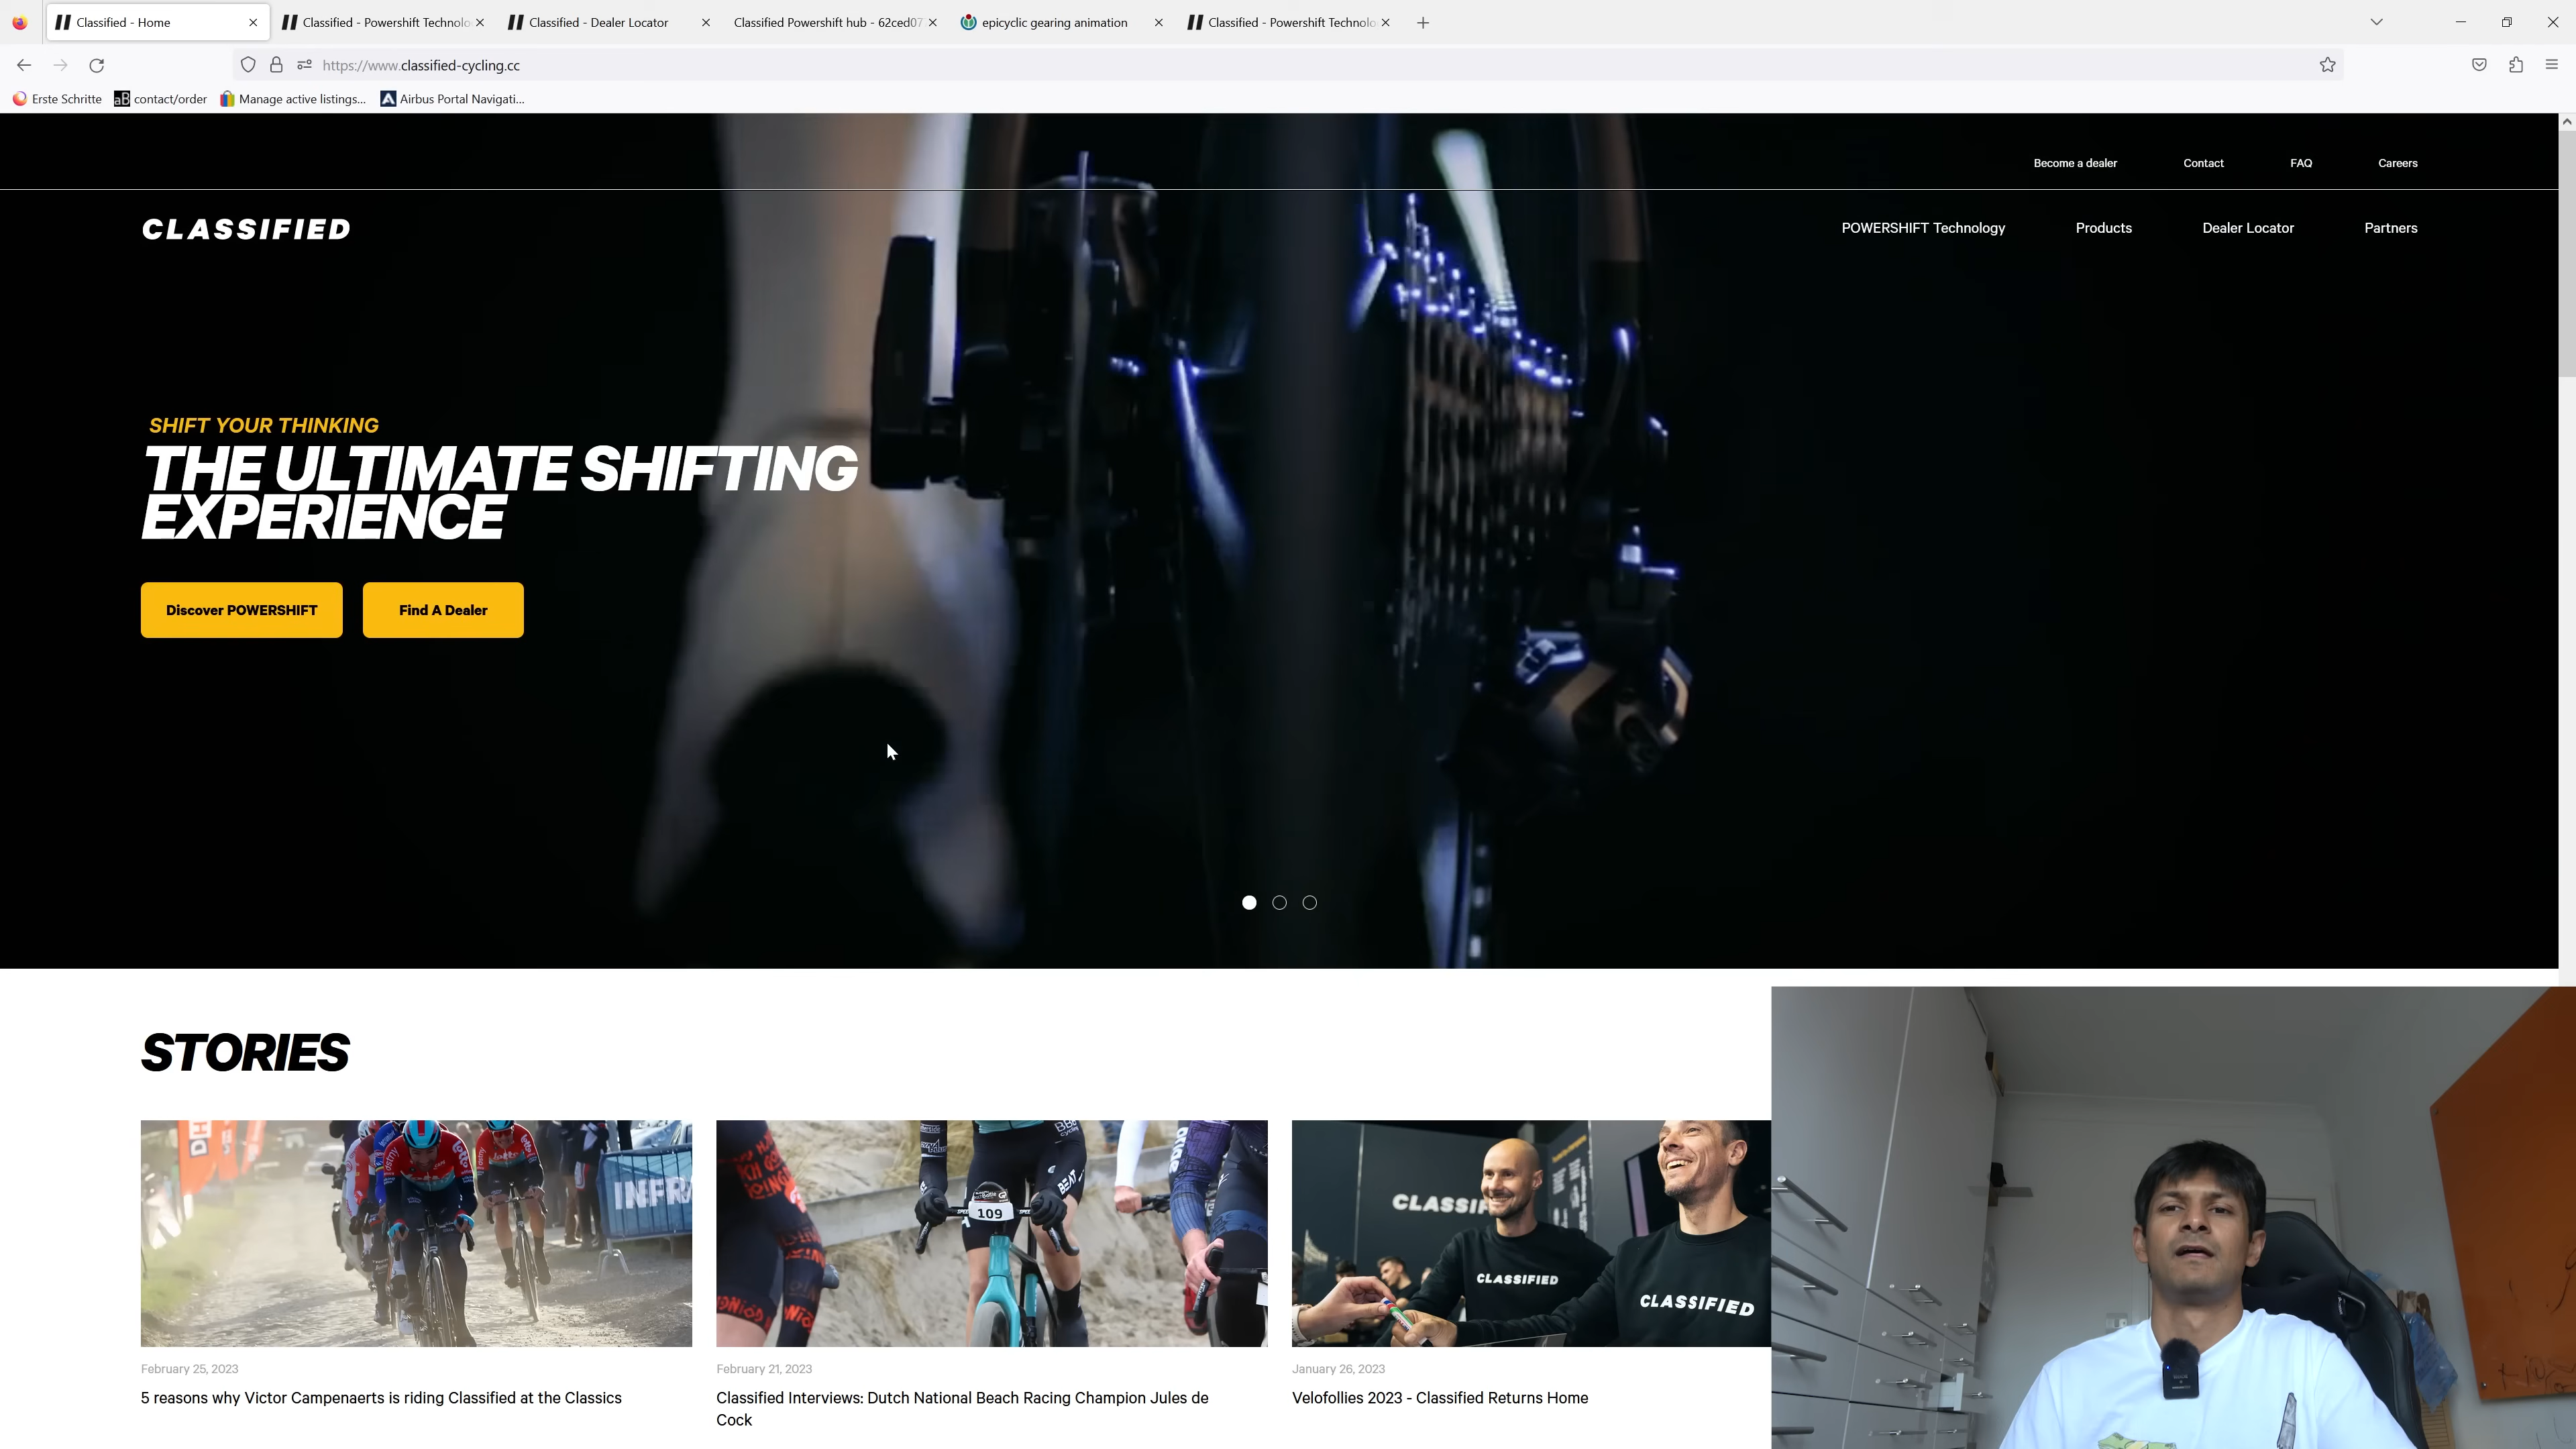 Classified - Home
Classified - Powershift Technolo
Classified - Dealer Locator
Classified Powershift hub - 62ced07
epicyclic gearing animation
Classified - Powershift Technolo
https://www.classified-cycling.cc
Erste Schritte
aB contact/order
Manage active listings...
Airbus Portal Navigati...
Become a dealer
Contact
FAQ
Careers
CLASSIFIED
POWERSHIFT Technology
Products
Dealer Locator
Partners
SHIFT YOUR THINKING
THE ULTIMATE SHIFTING
EXPERIENCE
Discover POWERSHIFT
Find A Dealer
STORIES
DH
lotto
INFRA
BEAT
109
CLASSIF
CLASSIFIED
CLASSIFIED
February 25, 2023
5 reasons why Victor Campenaerts is riding Classified at the Classics
February 21, 2023
Classified Interviews: Dutch National Beach Racing Champion Jules de
Cock
January 26, 2023
Velofollies 2023 - Classified Returns Home